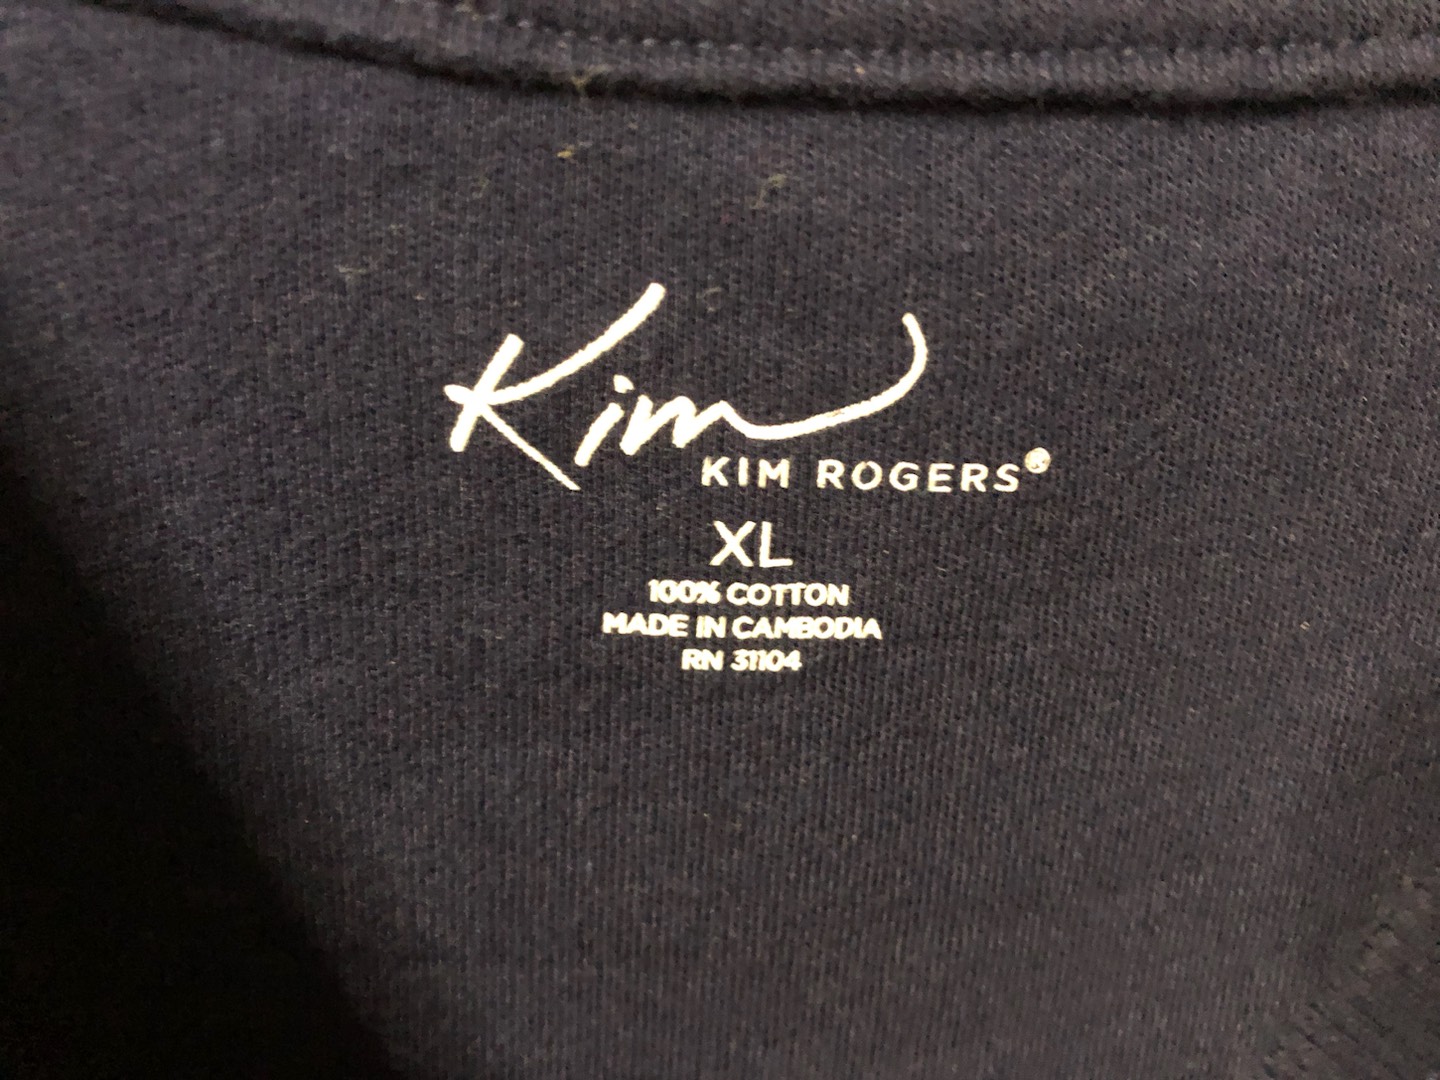 Kim
KIM ROGERS®
XL
100% COTTON
MADE IN CAMBODIA
RN 31104